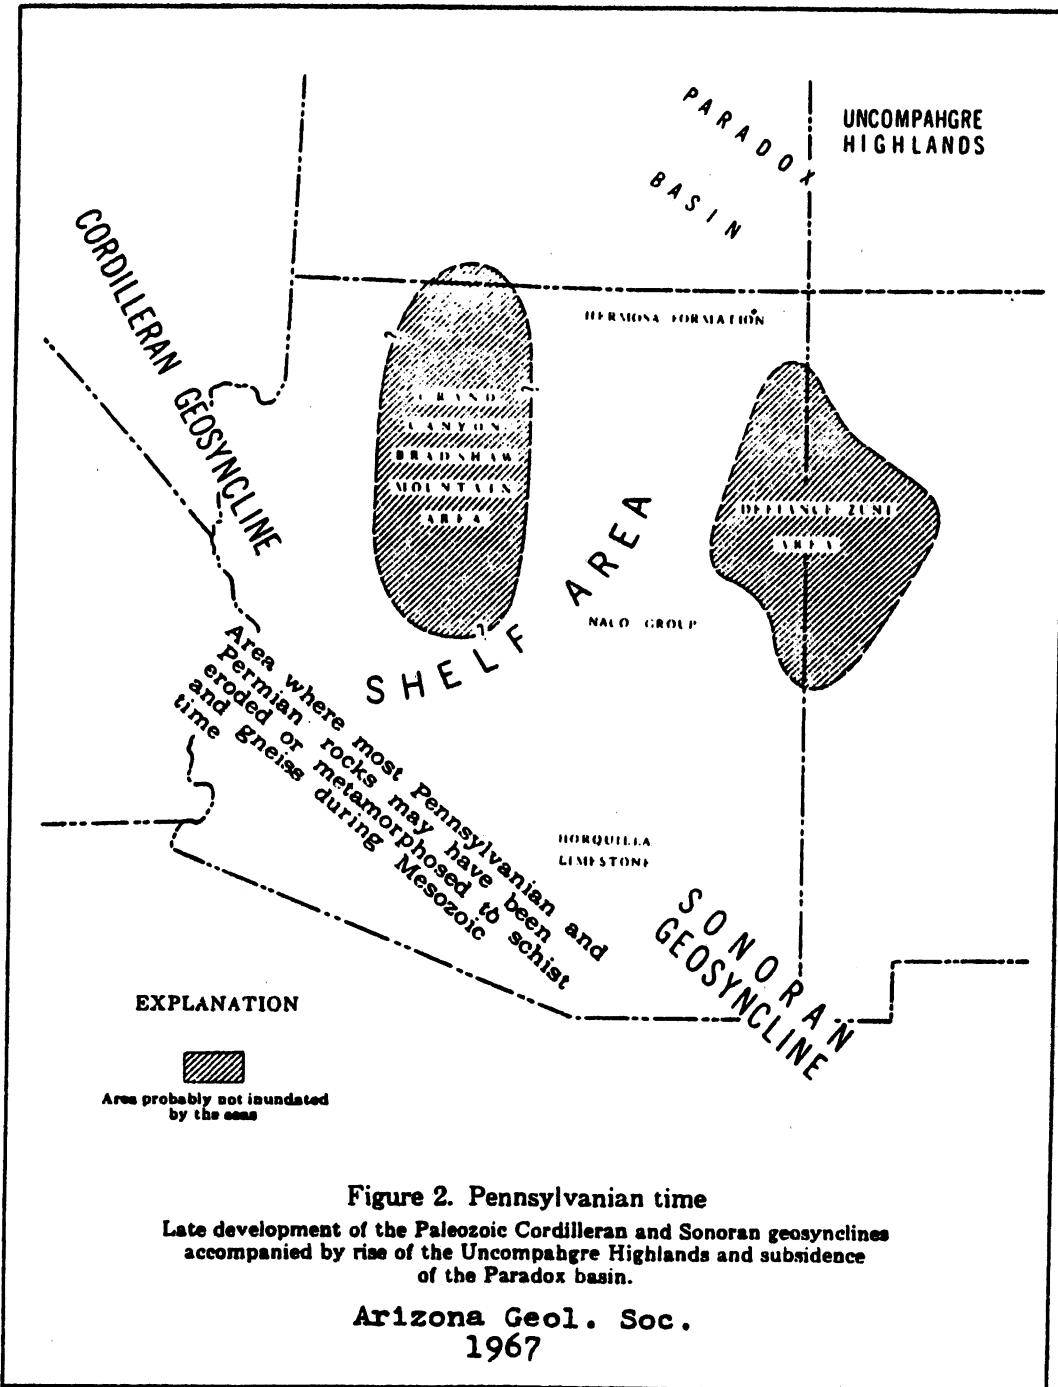 PARADOX
BASIN
UNCOMPAHGRE
HIGHLANDS
CORDILLERAN GEOSYNCLINE
HERMOSA FORMATION
?
?
GRAND
CANYON
BRADSHAW
MOUNTAIN
AREA
?
DEFIANCE ZUNI
AREA
SHELF AREA
NACO GROUP
Area where most Pennsylvanian and
Permian rocks may have been
eroded or metamorphosed to schist
and gneiss during Mesozoic
time
HORQUILLA
LIMESTONE
SONORAN
GEOSYNCLINE
EXPLANATION
Area probably not inundated
by the seas
Figure 2. Pennsylvanian time
Late development of the Paleozoic Cordilleran and Sonoran geosynclines
accompanied by rise of the Uncompahgre Highlands and subsidence
of the Paradox basin.
Arizona Geol. Soc.
1967